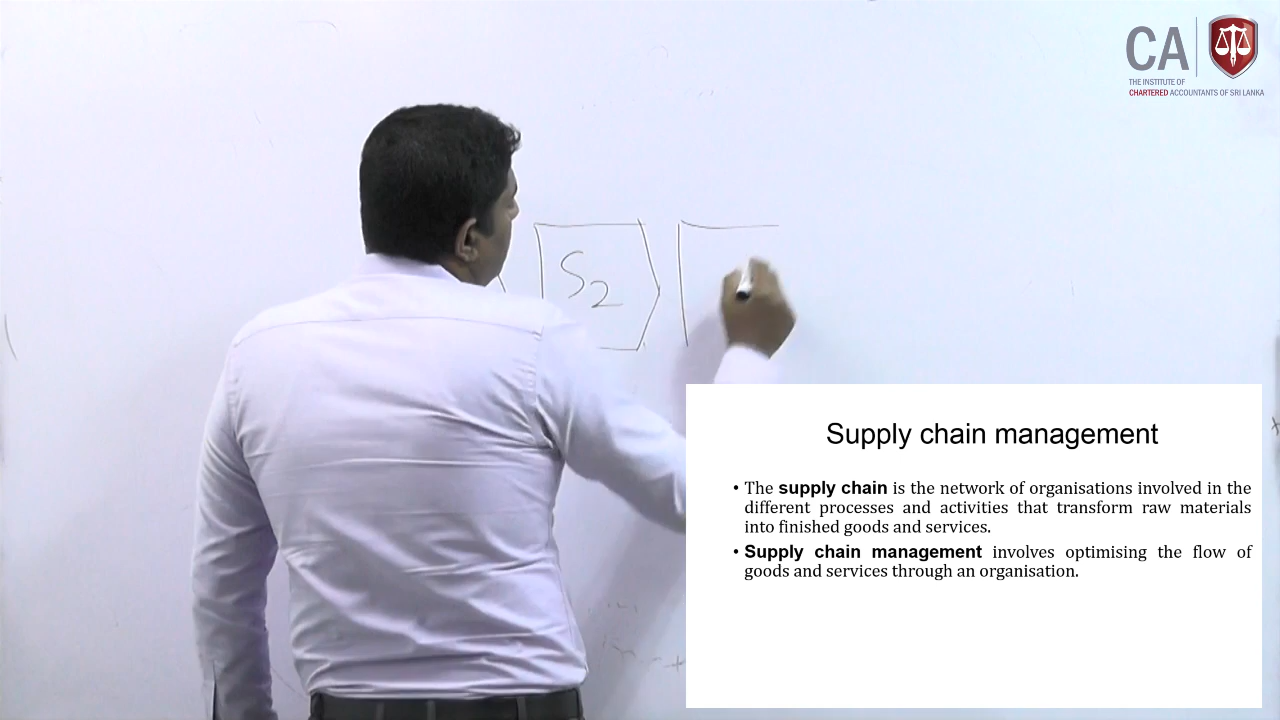 CA
THE INSTITUTE OF
CHARTERED ACCOUNTANTS OF SRI LANKA
S2
Supply chain management
• The supply chain is the network of organisations involved in the
different processes and activities that transform raw materials
into finished goods and services.
• Supply chain management involves optimising the flow of
goods and services through an organisation.